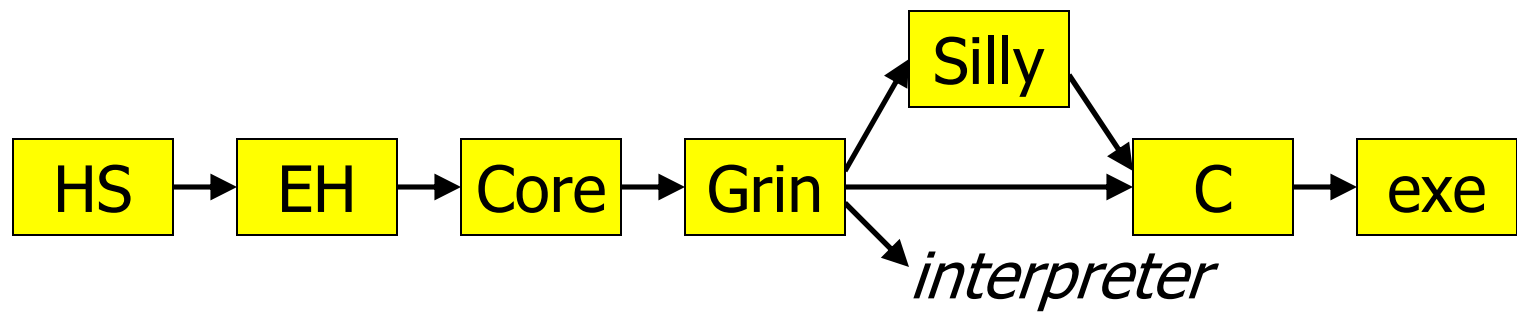 Silly
HS
EH
Core
Grin
C
exe
interpreter